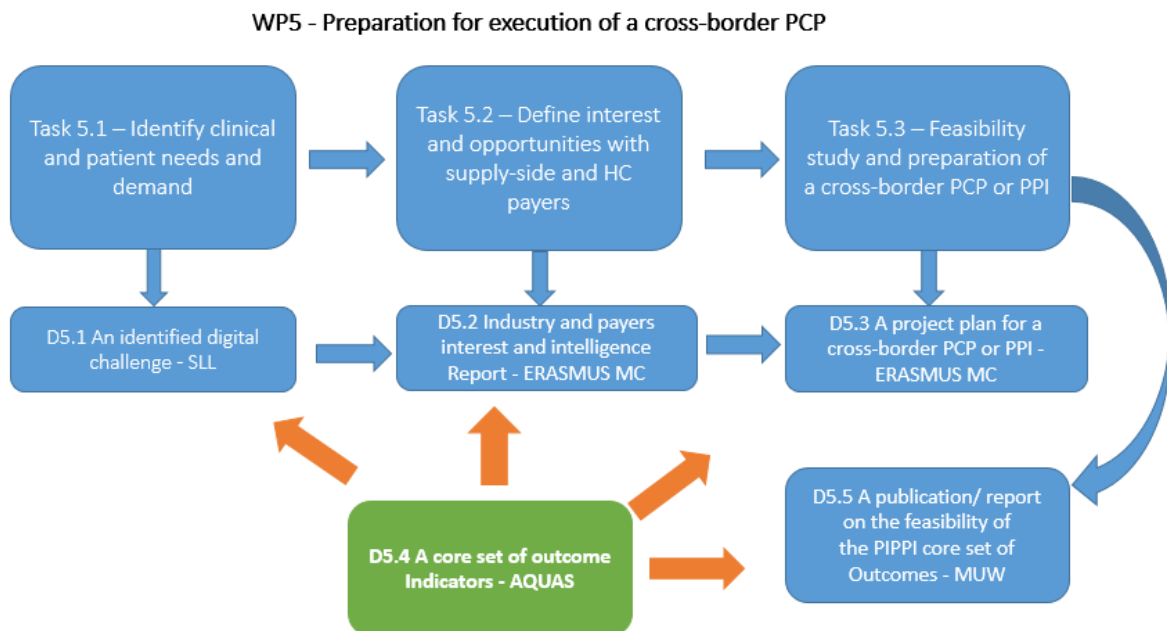 WP5 - Preparation for execution of a cross-border PCP
Task 5.1 – Identify clinical
and patient needs and
demand
Task 5.2 – Define interest
and opportunities with
supply-side and HC
payers
Task 5.3 – Feasibility
study and preparation of
a cross-border PCP or PPI
D5.1 An identified digital
challenge - SLL
D5.2 Industry and payers
interest and intelligence
Report - ERASMUS MC
D5.3 A project plan for a
cross-border PCP or PPI -
ERASMUS MC
D5.4 A core set of outcome
Indicators - AQUAS
D5.5 A publication/ report
on the feasibility of
the PIPPI core set of
Outcomes - MUW